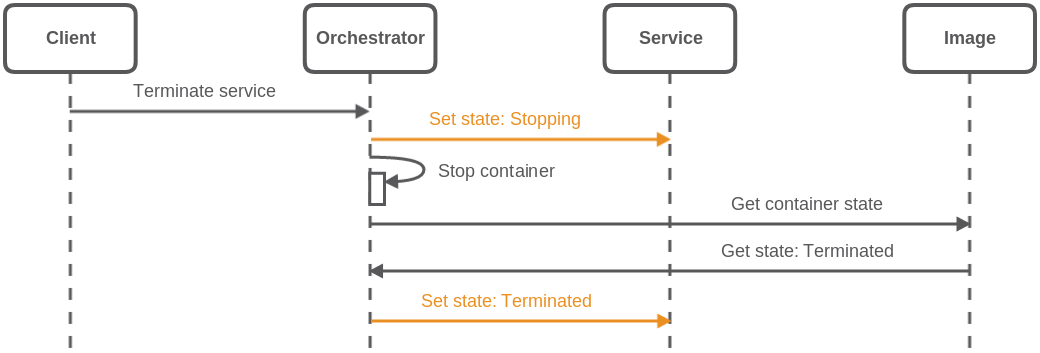 Client
Orchestrator
Service
Image
Terminate service
Set state: Stopping
Stop container
Get container state
Get state: Terminated
Set state: Terminated